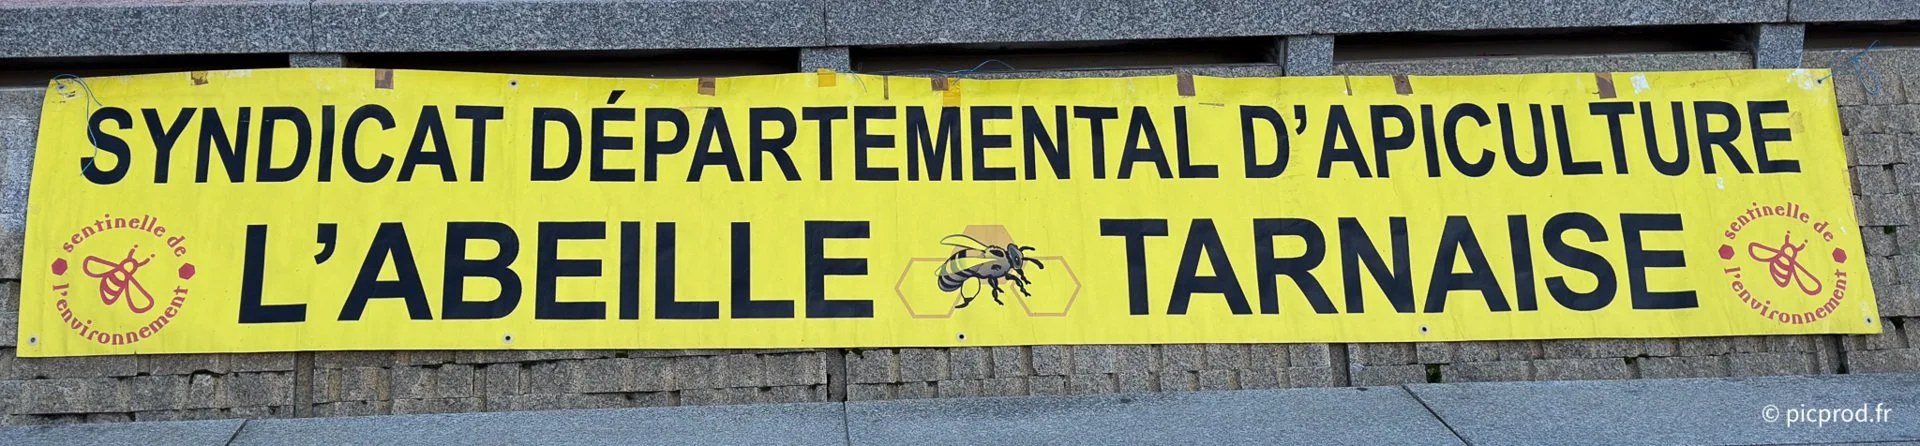 SYNDICAT DÉPARTEMENTAL D'APICULTURE
L'ABEILLE TARNAISE
sentinelle de
l'environnement
sentinelle de
l'environnement
© picprod.fr